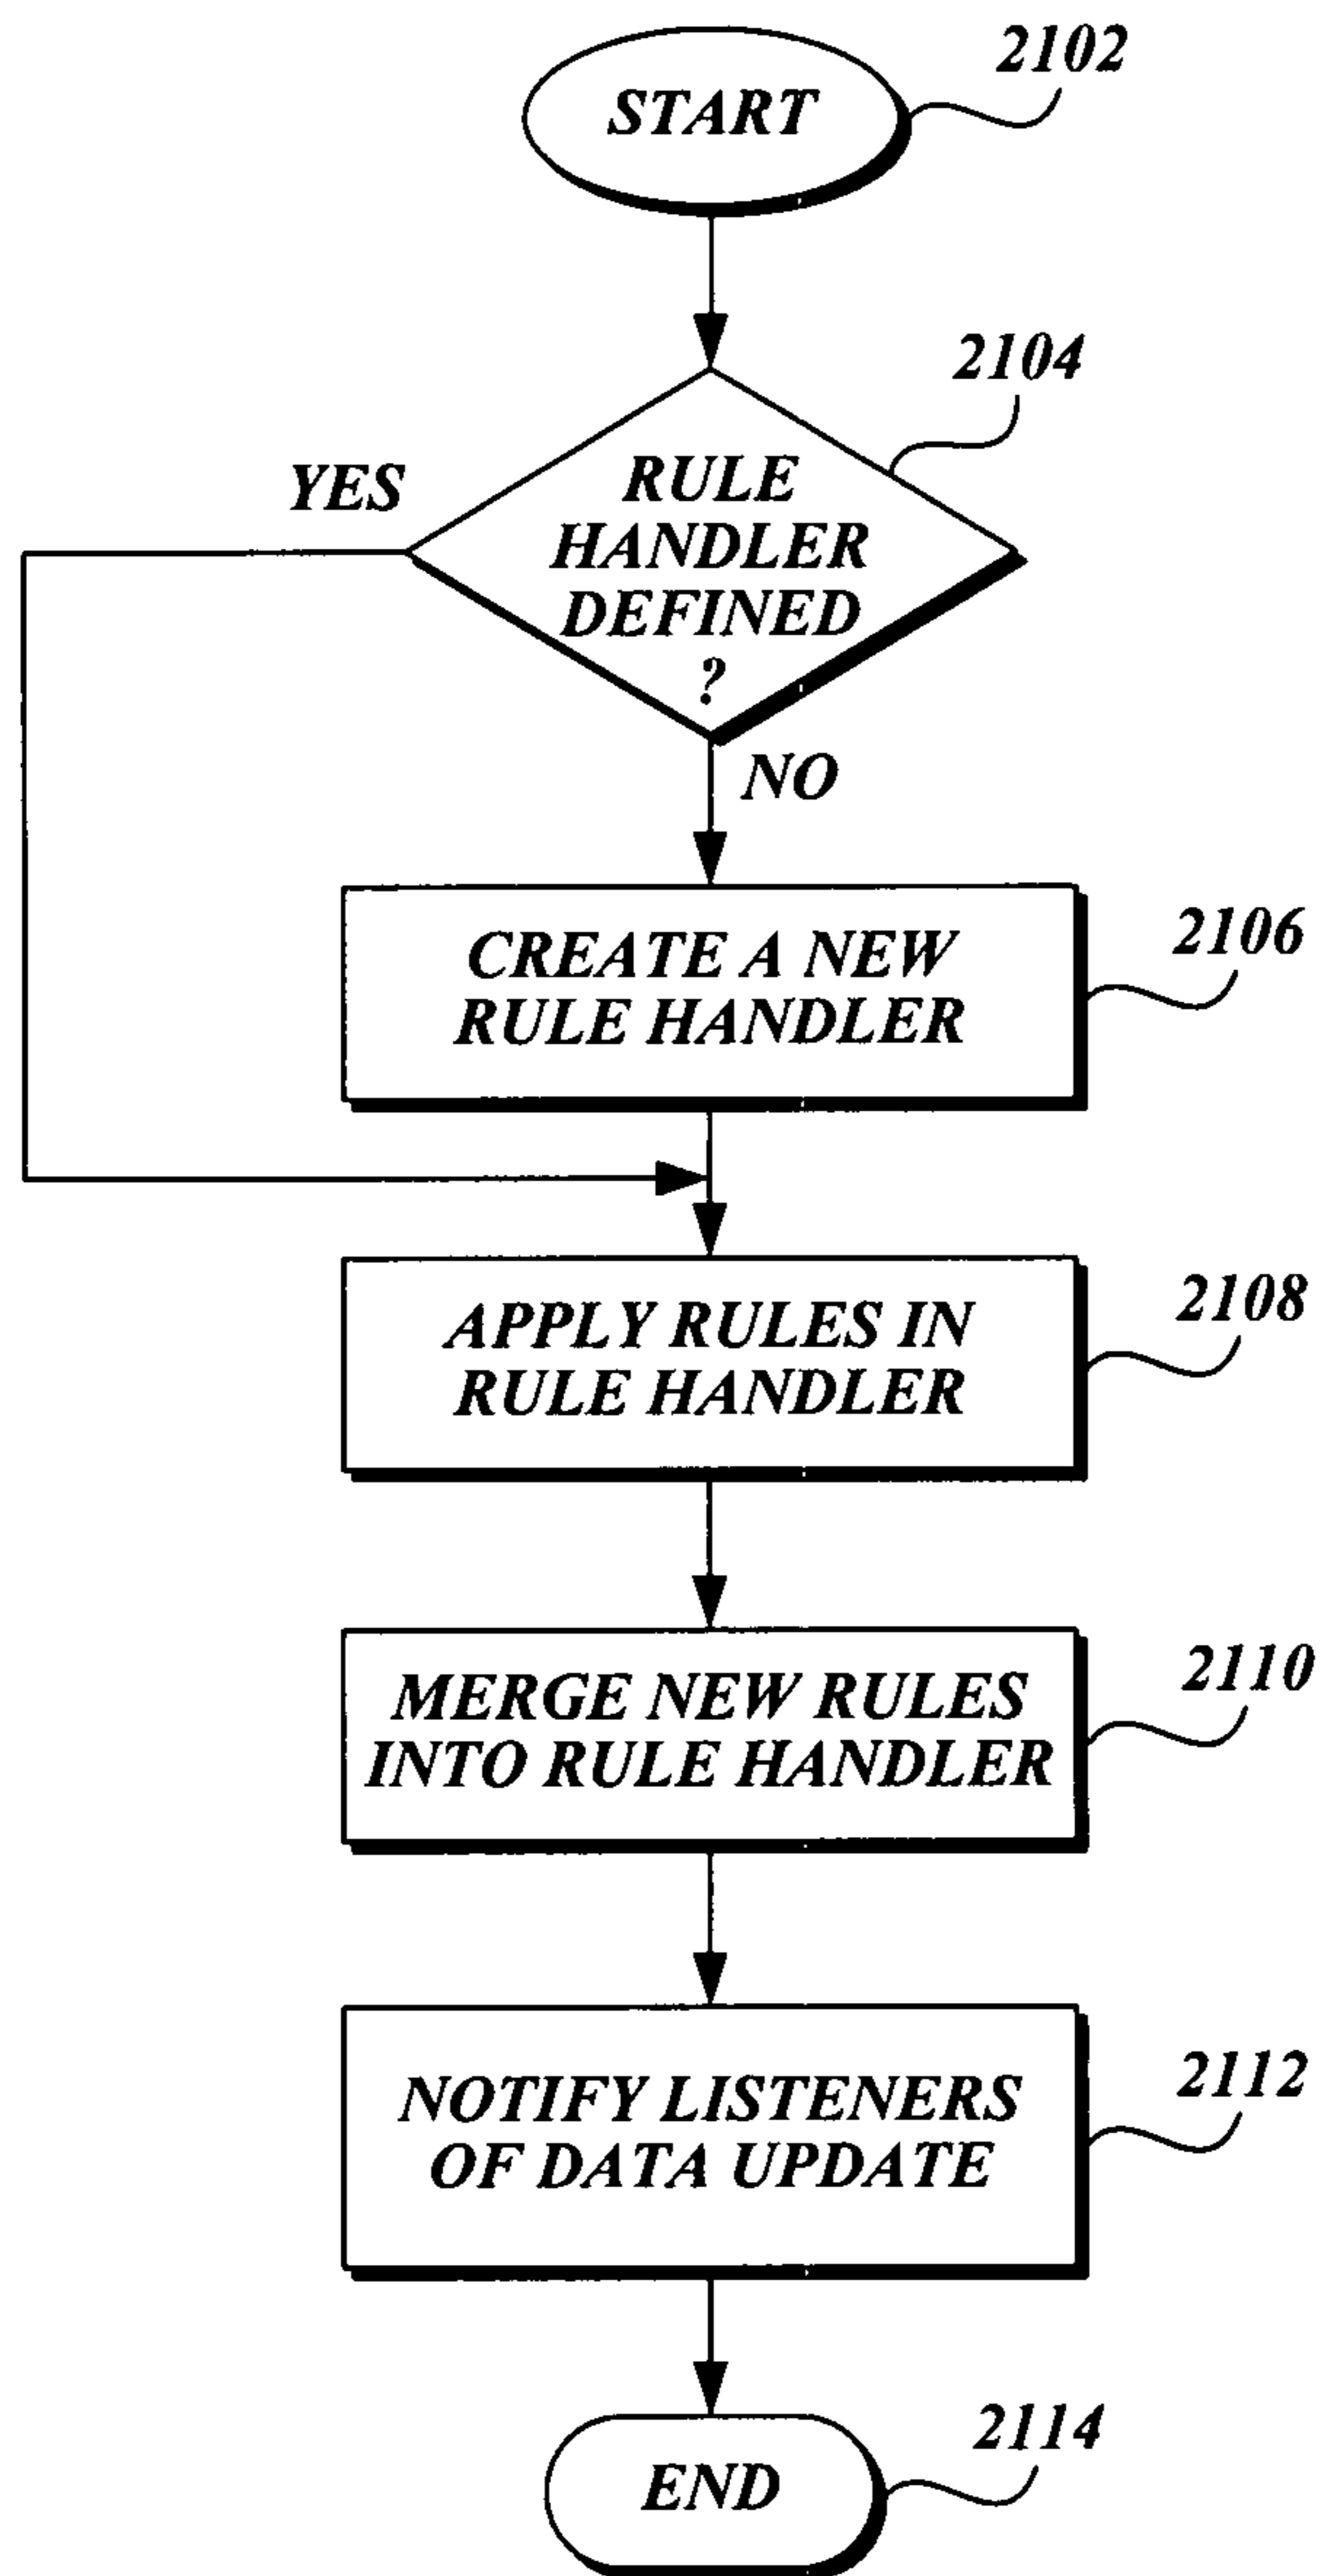 2102
START
2104
YES
RULE
HANDLER
DEFINED
?
NO
2106
CREATE A NEW
RULE HANDLER
2108
APPLY RULES IN
RULE HANDLER
2110
MERGE NEW RULES
INTO RULE HANDLER
2112
NOTIFY LISTENERS
OF DATA UPDATE
2114
END